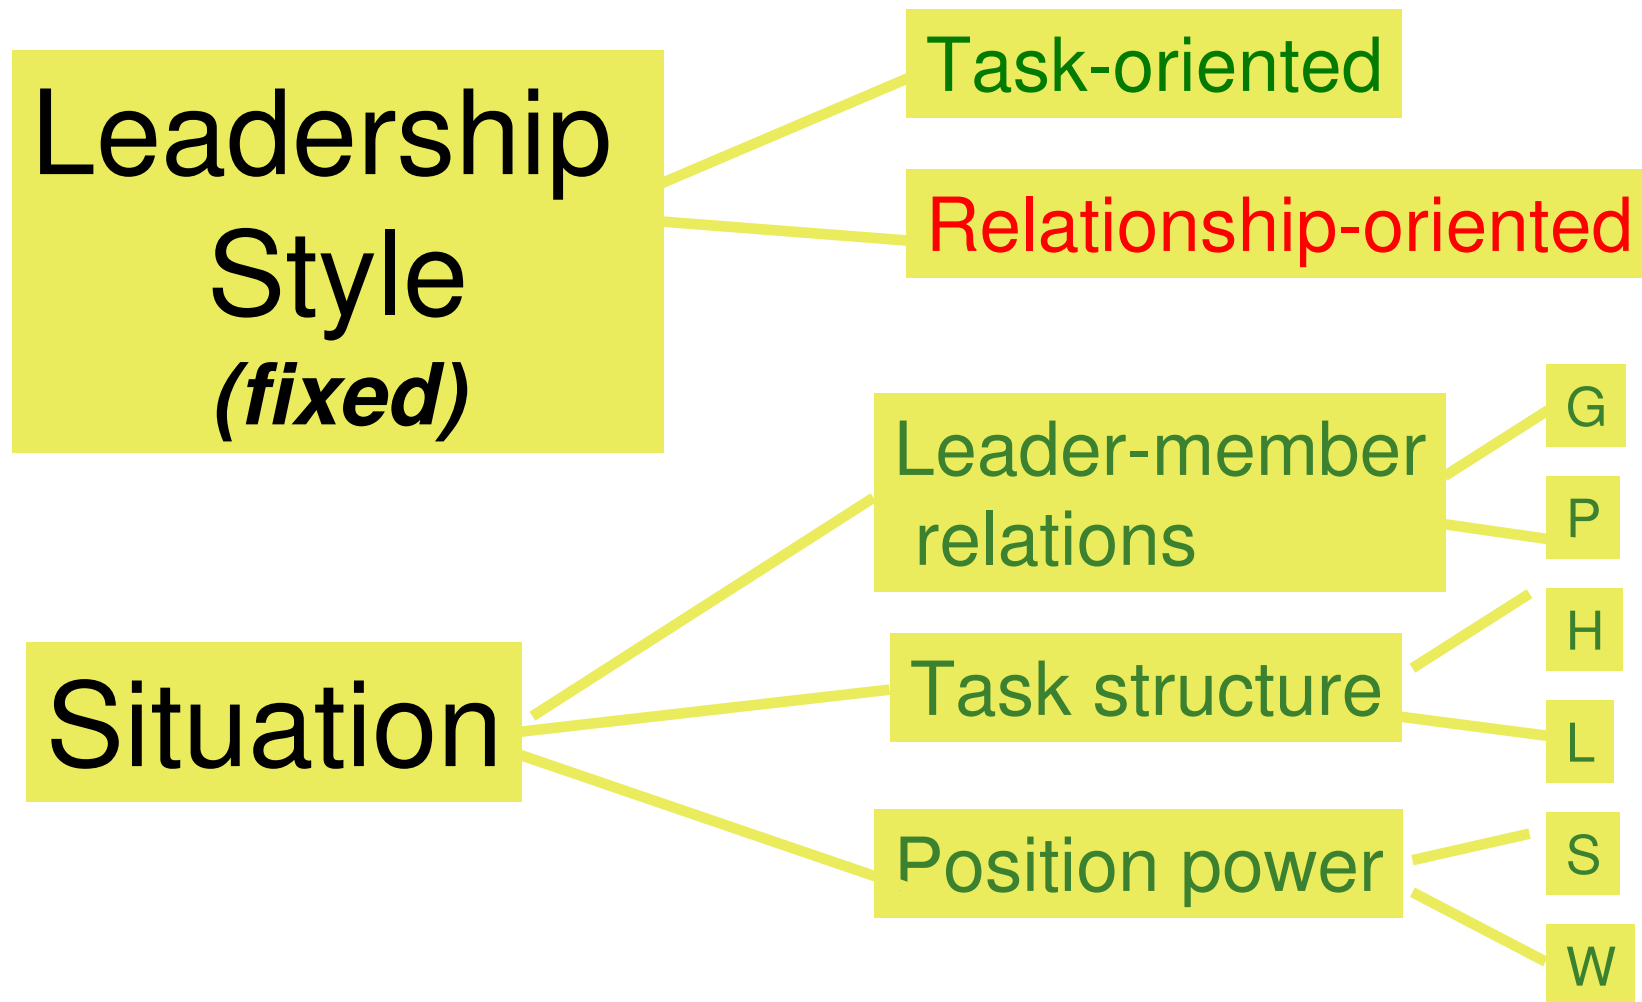 Leadership
Style
(fixed)
Task-oriented
Relationship-oriented
Situation
Leader-member
relations
G
P
Task structure
H
L
Position power
S
W